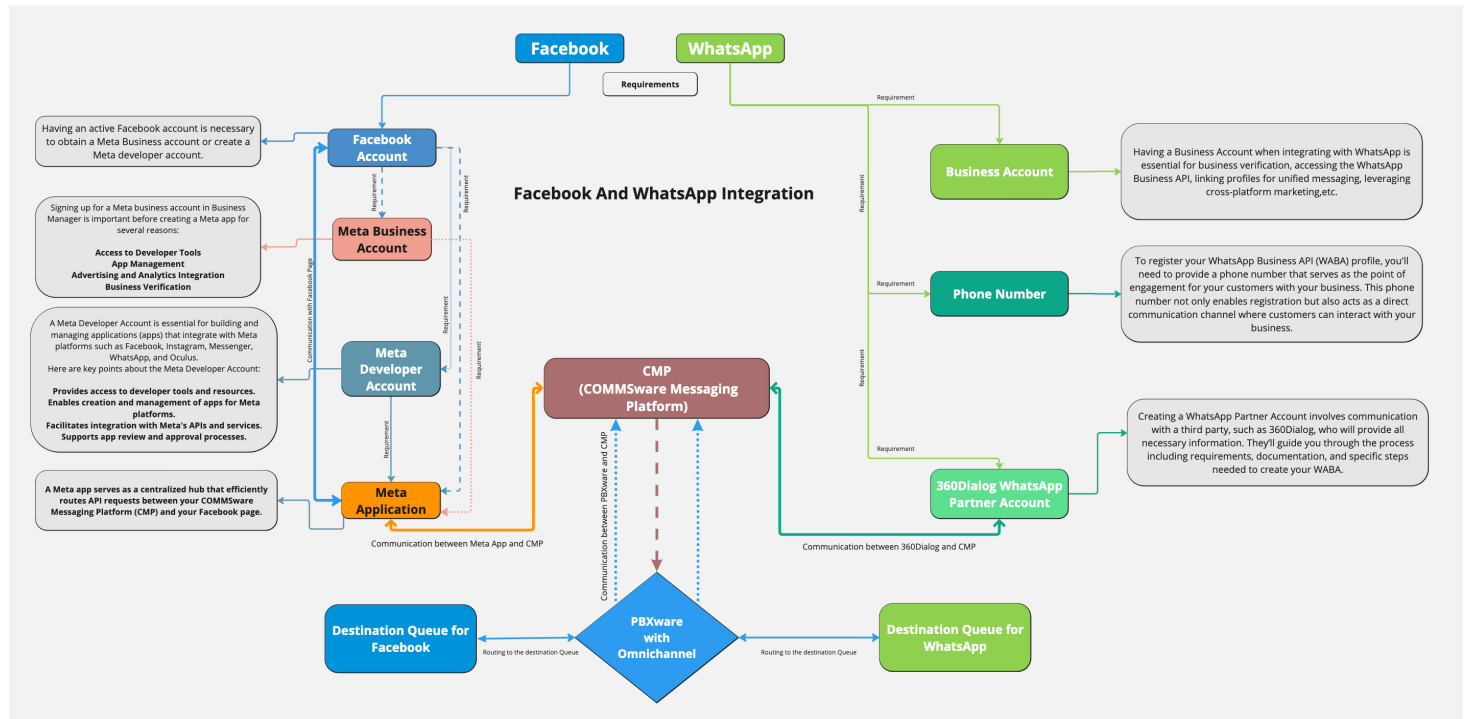 Facebook
WhatsApp
Requirements
Requirement
Having an active Facebook account is necessary
to obtain a Meta Business account or create a
Meta developer account.
Facebook
Account
Requirement
Requirement
Business Account
Having a Business Account when integrating with WhatsApp is
essential for business verification, accessing the WhatsApp
Business API, linking profiles for unified messaging, leveraging
cross-platform marketing,etc.
Facebook And WhatsApp Integration
Requirement
Signing up for a Meta business account in Business
Manager is important before creating a Meta app for
several reasons:
Access to Developer Tools
App Management
Advertising and Analytics Integration
Business Verification
Meta Business
Account
Communication with Facebook Page
Requirement
Requirement
Phone Number
To register your WhatsApp Business API (WABA) profile, you'll
need to provide a phone number that serves as the point of
engagement for your customers with your business. This phone
number not only enables registration but also acts as a direct
communication channel where customers can interact with your
business.
A Meta Developer Account is essential for building and
managing applications (apps) that integrate with Meta
platforms such as Facebook, Instagram, Messenger,
WhatsApp, and Oculus.
Here are key points about the Meta Developer Account:
Provides access to developer tools and resources.
Enables creation and management of apps for Meta
platforms.
Facilitates integration with Meta's APIs and services.
Supports app review and approval processes.
Meta
Developer
Account
Requirement
CMP
(COMMSware Messaging
Platform)
Requirement
Requirement
Creating a WhatsApp Partner Account involves communication
with a third party, such as 360Dialog, who will provide all
necessary information. They'll guide you through the process
including requirements, documentation, and specific steps
needed to create your WABA.
A Meta app serves as a centralized hub that efficiently
routes API requests between your COMMSware
Messaging Platform (CMP) and your Facebook page.
Meta
Application
Communication between PBXware and CMP
360Dialog WhatsApp
Partner Account
Communication between Meta App and CMP
Communication between 360Dialog and CMP
Destination Queue for
Facebook
Routing to the destination Queue
PBXware
with
Omnichannel
Routing to the destination Queue
Destination Queue for
WhatsApp